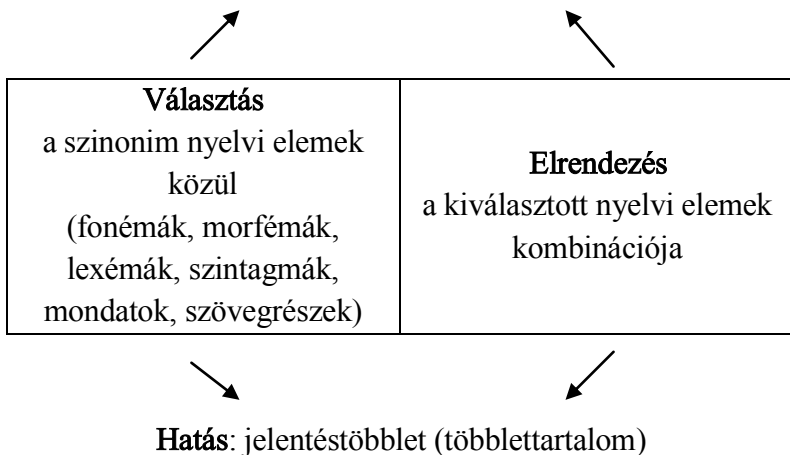 Választás
a szinonim nyelvi elemek
közül
(fonémák, morfémák,
lexémák, szintagmák,
mondatok, szövegrészek)
Elrendezés
a kiválasztott nyelvi elemek
kombinációja
Hatás: jelentéstöbblet (többlettartalom)